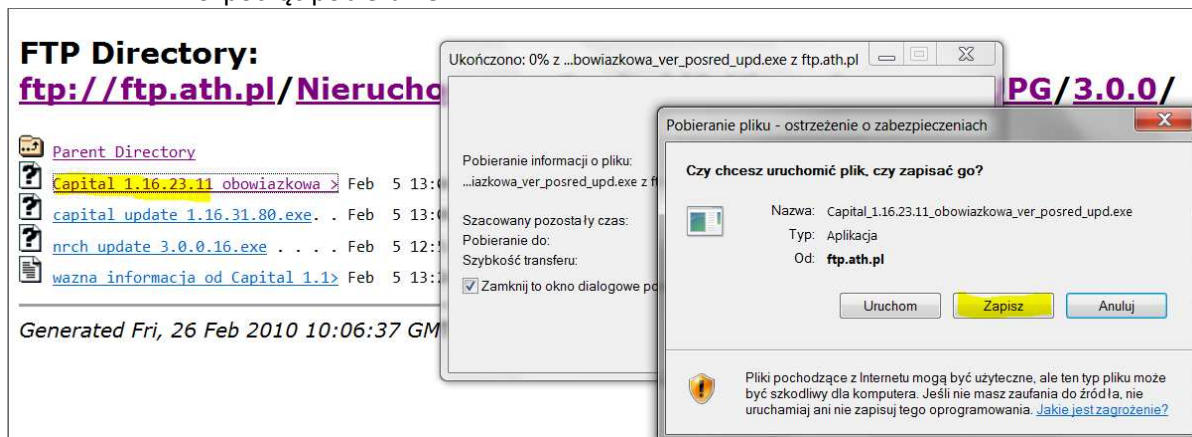 FTP Directory:
ftp://ftp.ath.pl/Nierucho PG/3.0.0/
Parent Directory
Capital 1.16.23.11 obowiazkowa > Feb 5 13:
capital update 1.16.31.80.exe. . Feb 5 13:
nrch update 3.0.0.16.exe . . . . Feb 5 12:
wazna informacja od Capital 1.1> Feb 5 13:
Generated Fri, 26 Feb 2010 10:06:37 GM
Ukończono: 0% z ...bowiazkowa_ver_posred_upd.exe z ftp.ath.pl
Pobieranie informacji o pliku:
...iazkowa_ver_posred_upd.exe z f
Szacowany pozostały czas:
Pobieranie do:
Szybkość transferu:
Zamknij to okno dialogowe po
Pobieranie pliku - ostrzeżenie o zabezpieczeniach
Czy chcesz uruchomić plik, czy zapisać go?
Nazwa: Capital_1.16.23.11_obowiazkowa_ver_posred_upd.exe
Typ: Aplikacja
Od: ftp.ath.pl
Uruchom Zapisz Anuluj
Pliki pochodzące z Internetu mogą być użyteczne, ale ten typ pliku może
być szkodliwy dla komputera. Jeśli nie masz zaufania do źródła, nie
uruchamiaj ani nie zapisuj tego oprogramowania. Jakie jest zagrożenie?